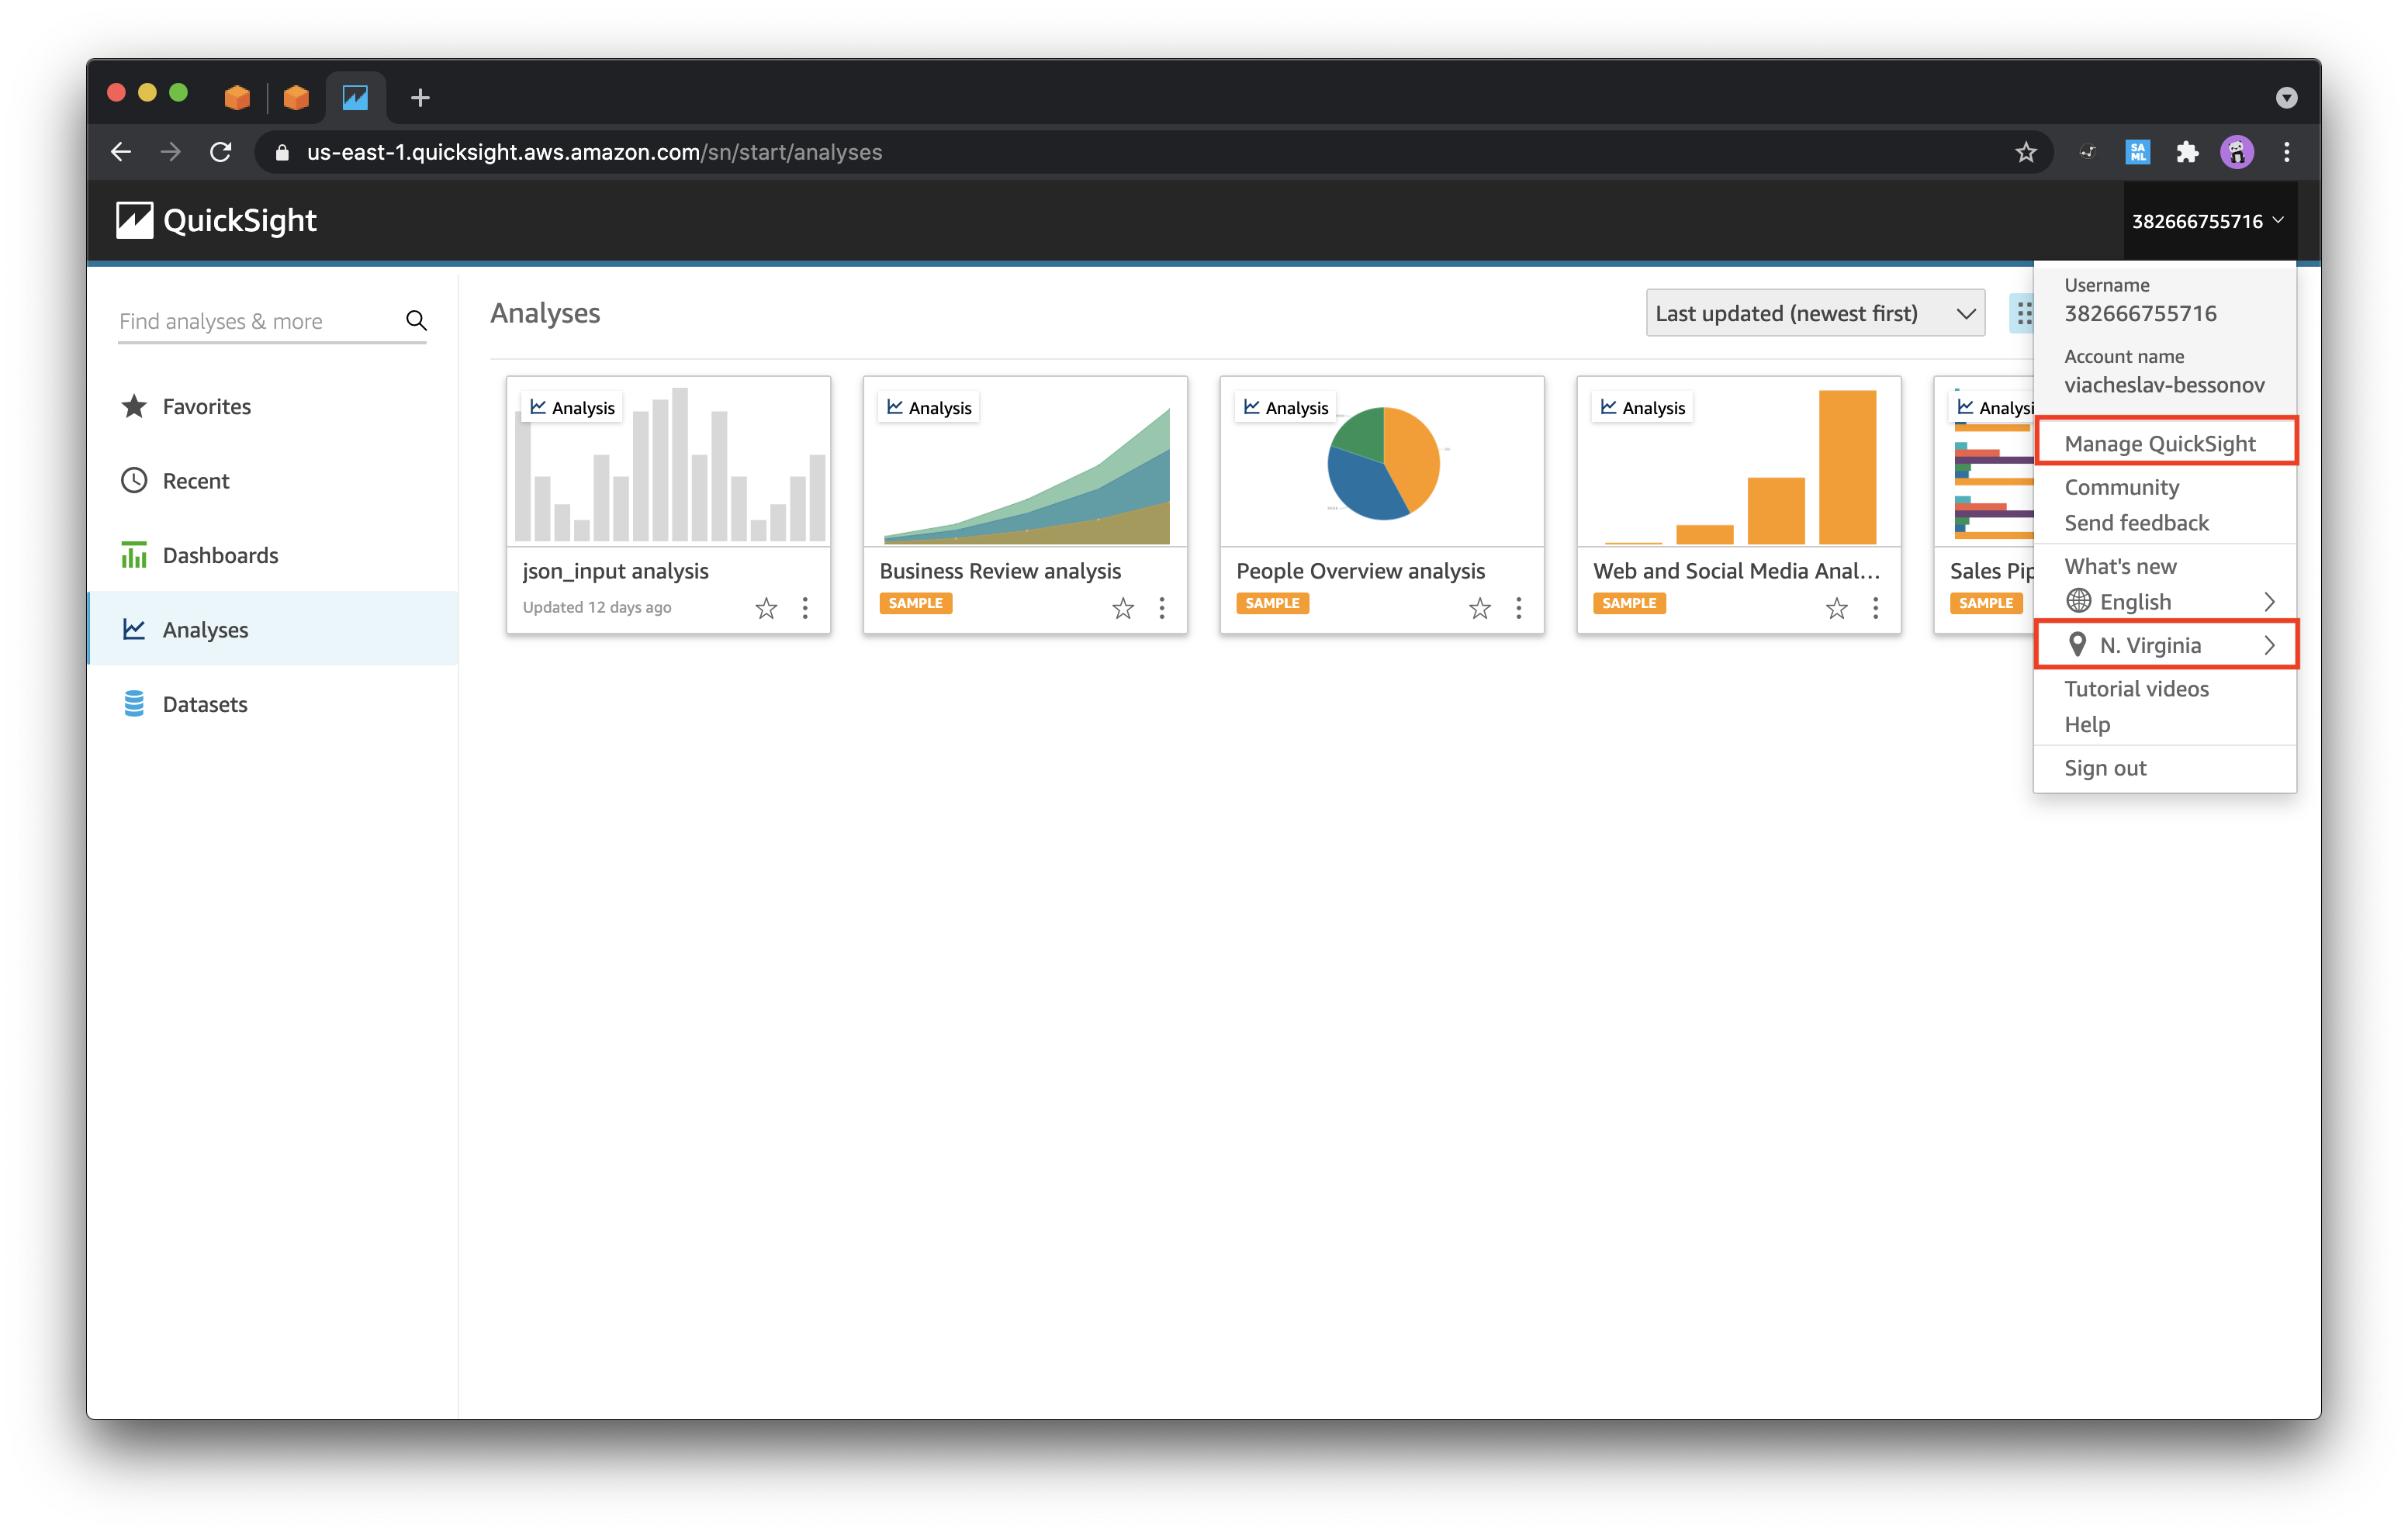 us-east-1.quicksight.aws.amazon.com/sn/start/analyses
SA
ML
QuickSight
382666755716
Find analyses & more
Favorites
Recent
Dashboards
Analyses
Datasets
Analyses
Last updated (newest first)
Analysis
json_input analysis
Updated 12 days ago
Analysis
Business Review analysis
SAMPLE
Analysis
People Overview analysis
SAMPLE
Analysis
Web and Social Media Anal...
SAMPLE
Analysi
Sales Pip
SAMPLE
Username
382666755716
Account name
viacheslav-bessonov
Manage QuickSight
Community
Send feedback
What's new
English
N. Virginia
Tutorial videos
Help
Sign out